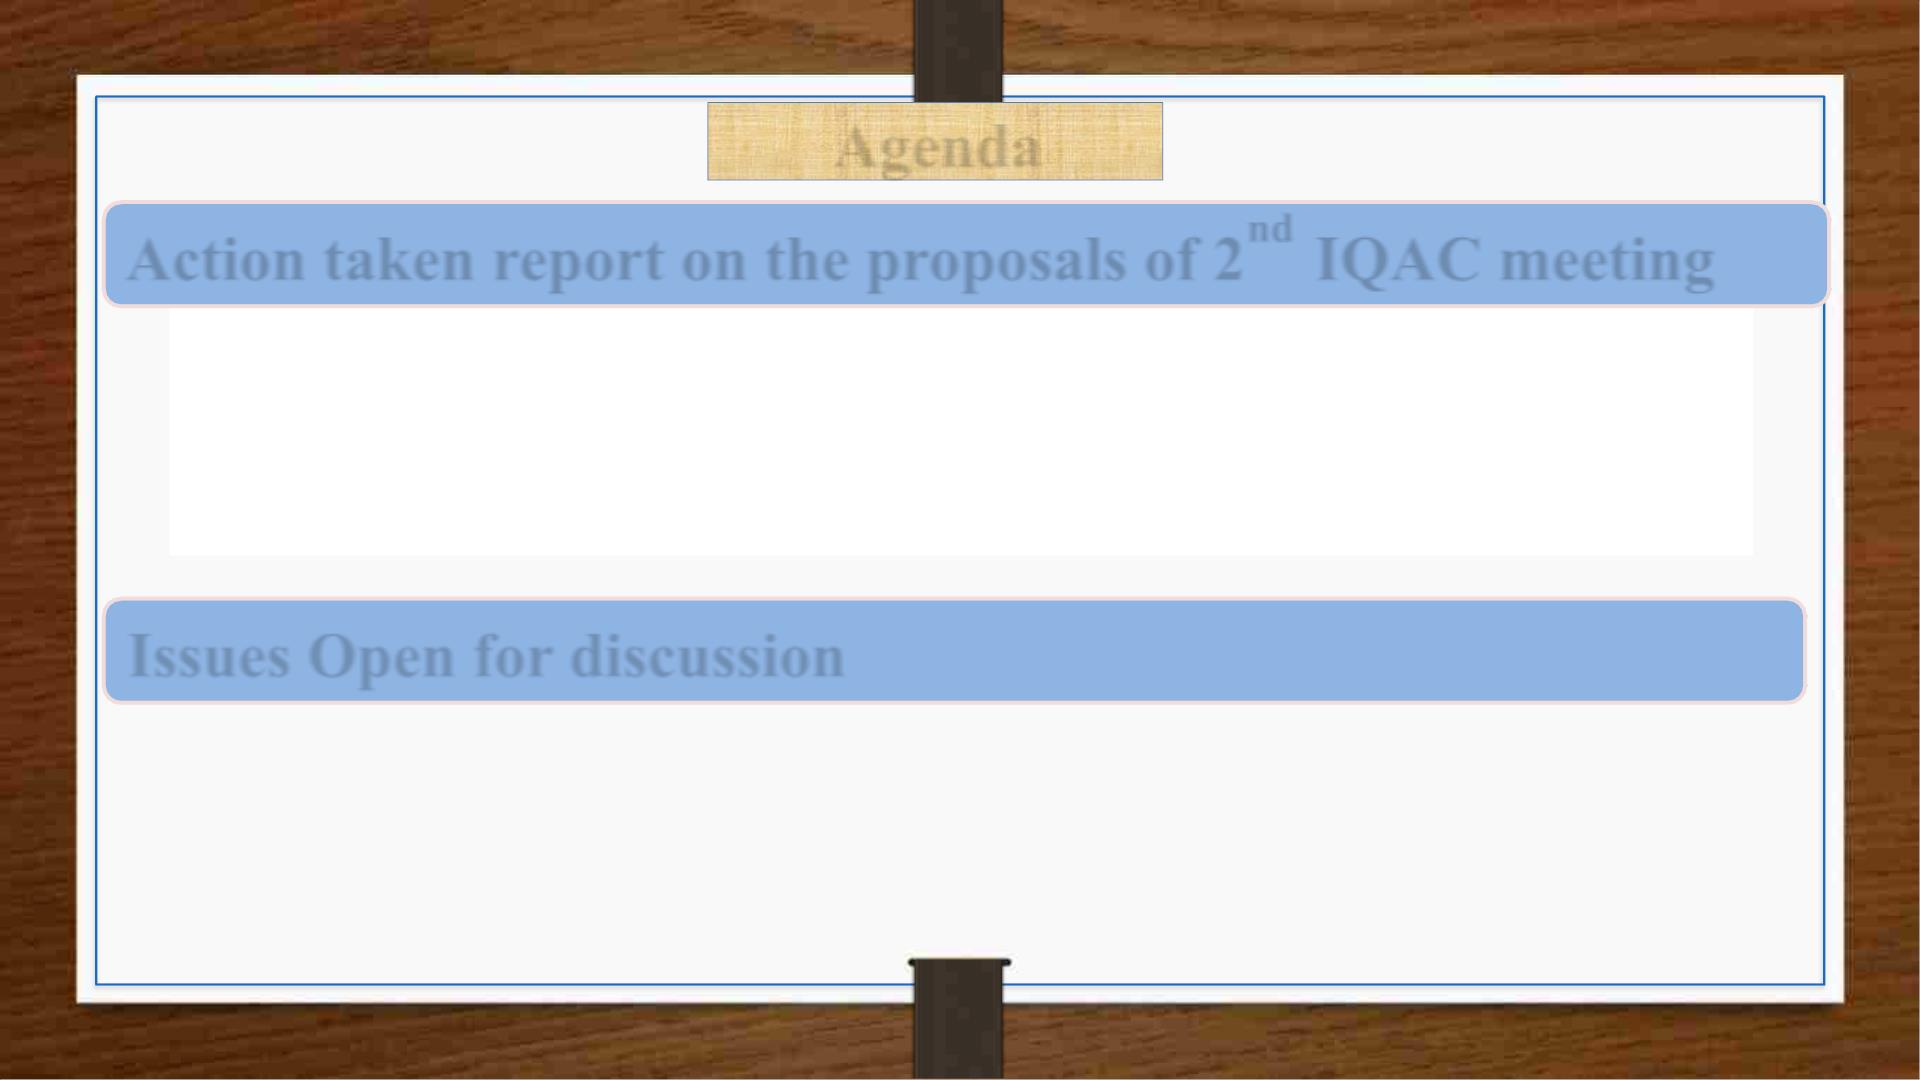 Agenda
Action taken report on the proposals of 2nd IQAC meeting
Issues Open for discussion